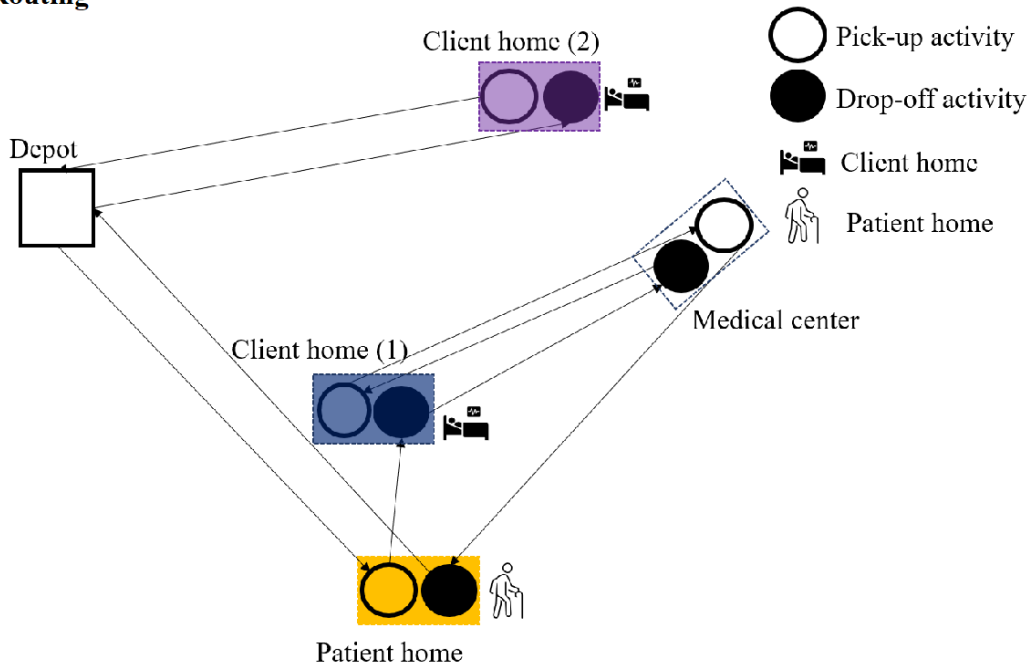 Routing
Client home (2)
Pick-up activity
Drop-off activity
Depot
Client home
Patient home
Medical center
Client home (1)
Patient home